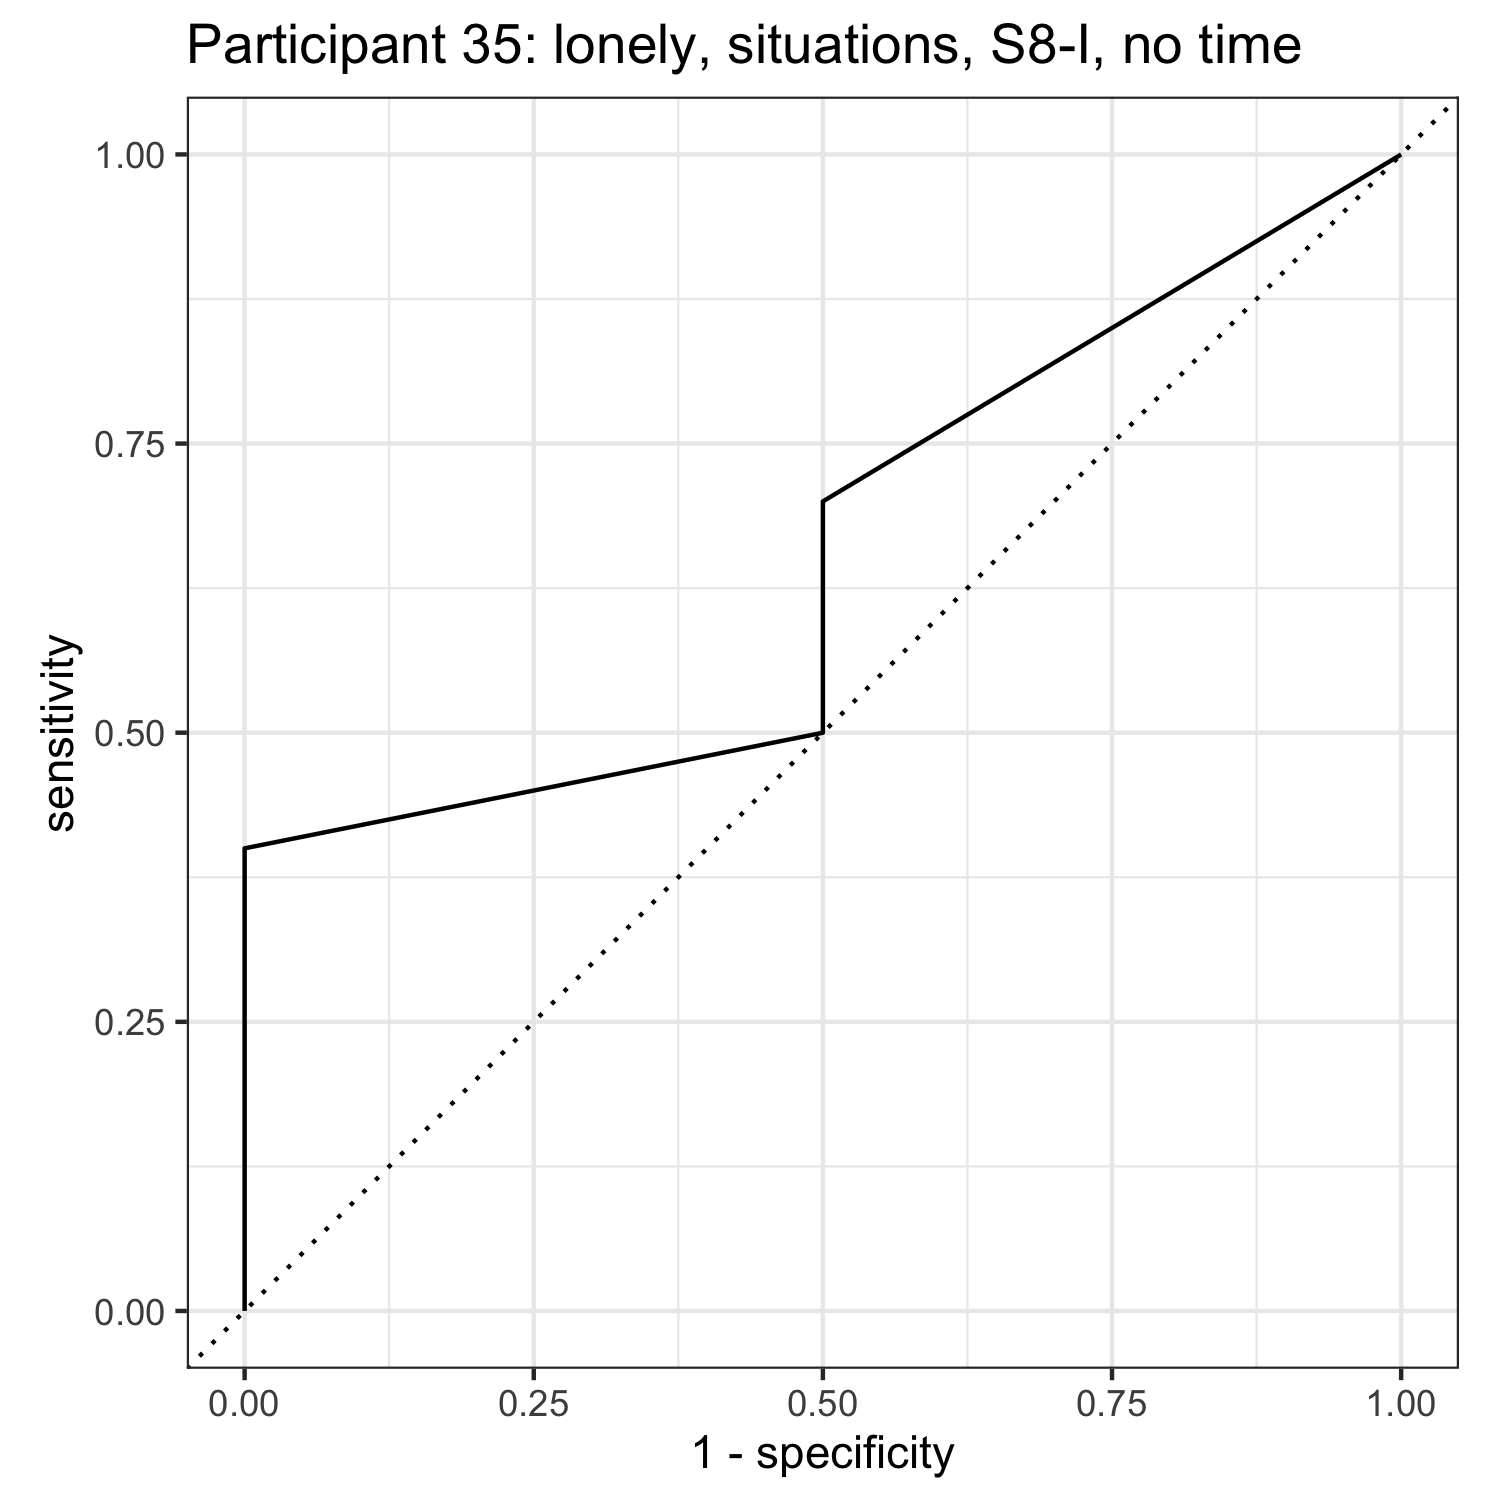 Participant 35: lonely, situations, S8-I, no time
1.00
0.75
0.50
0.25
0.00
sensitivity
0.00 0.25 0.50 0.75 1.00
1 - specificity